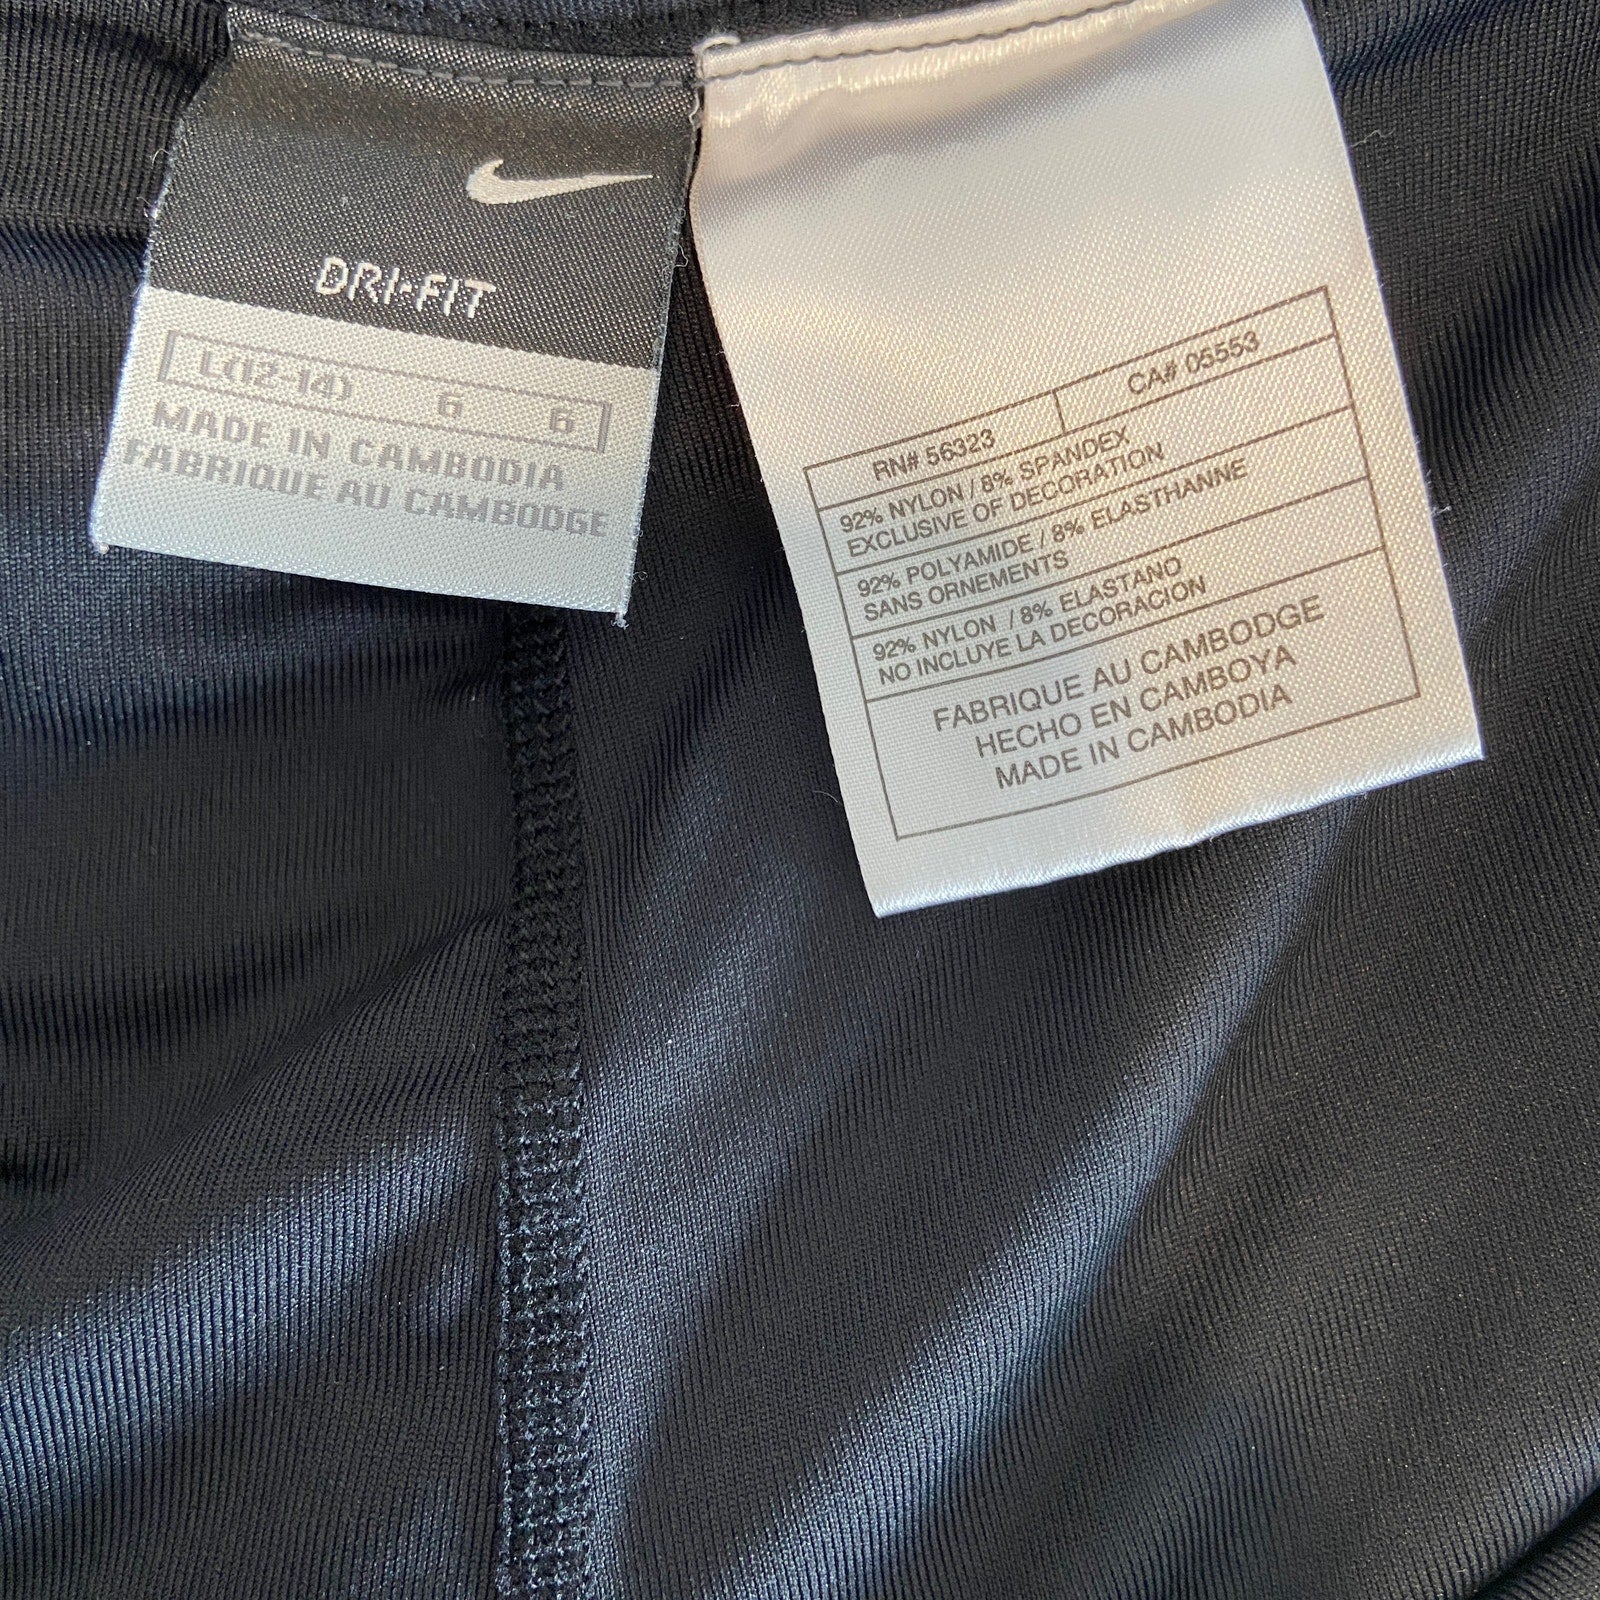 DRI-FIT
L(12-14) G G
MADE IN CAMBODIA
FABRIQUE AU CAMBODGE
RN# 56323 CA# 05553
92% NYLON / 8% SPANDEX
EXCLUSIVE OF DECORATION
92% POLYAMIDE / 8% ELASTHANNE
SANS ORNEMENTS
92% NYLON / 8% ELASTANO
NO INCLUYE LA DECORACION
FABRIQUE AU CAMBODGE
HECHO EN CAMBOYA
MADE IN CAMBODIA